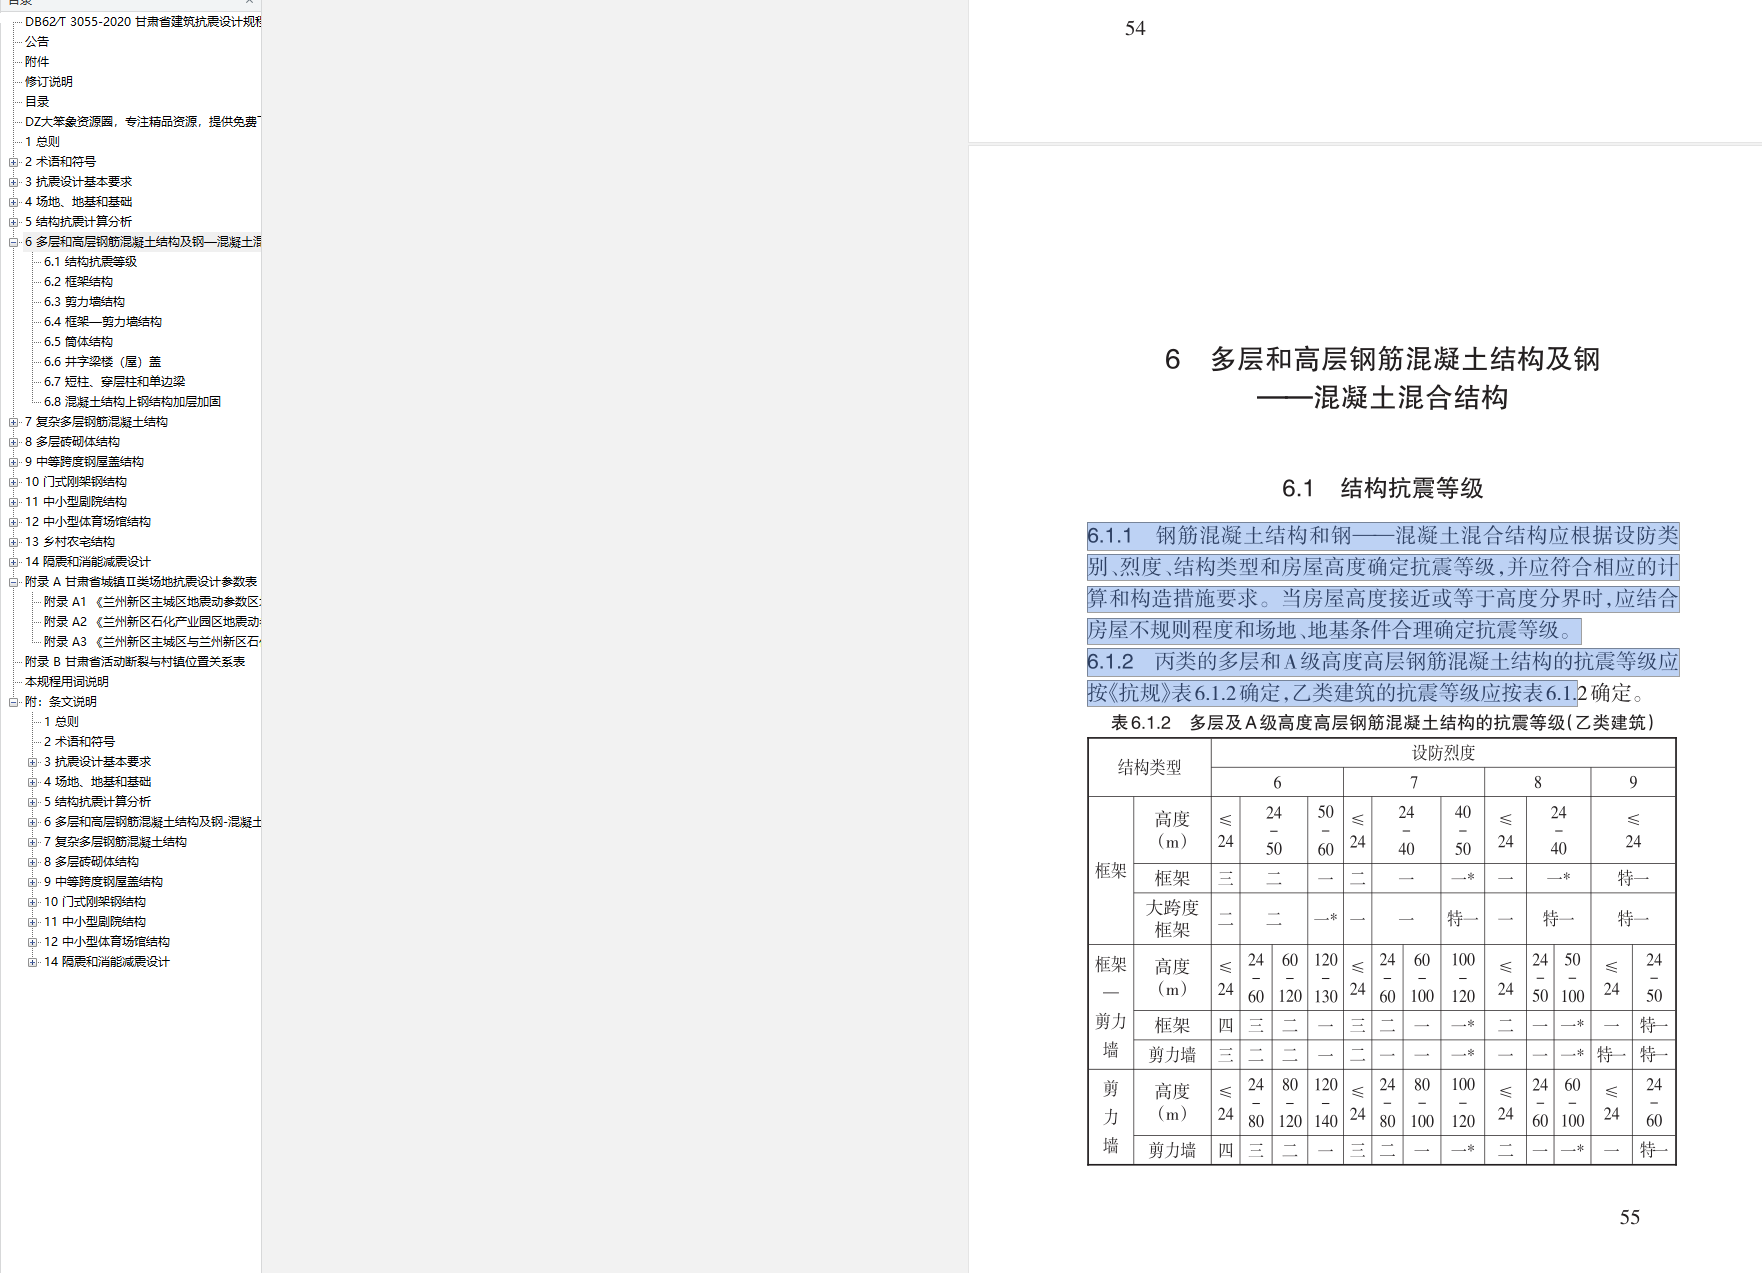 目录
DB62/T 3055-2020 甘肃省建筑抗震设计规程
公告
附件
修订说明
目录
DZ大笨象资源圈，专注精品资源，提供免费下
1 总则
2 术语和符号
3 抗震设计基本要求
4 场地、地基和基础
5 结构抗震计算分析
6 多层和高层钢筋混凝土结构及钢—混凝土混
6.1 结构抗震等级
6.2 框架结构
6.3 剪力墙结构
6.4 框架—剪力墙结构
6.5 筒体结构
6.6 井字梁楼（屋）盖
6.7 短柱、穿层柱和单边梁
6.8 混凝土结构上钢结构加层加固
7 复杂多层钢筋混凝土结构
8 多层砖砌体结构
9 中等跨度钢屋盖结构
10 门式刚架钢结构
11 中小型剧院结构
12 中小型体育场馆结构
13 乡村农宅结构
14 隔震和消能减震设计
附录 A 甘肃省城镇Ⅱ类场地抗震设计参数表
附录 A1 《兰州新区主城区地震动参数区
附录 A2 《兰州新区石化产业园区地震动
附录 A3 《兰州新区主城区与兰州新区石
附录 B 甘肃省活动断裂与村镇位置关系表
本规程用词说明
附：条文说明
1 总则
2 术语和符号
3 抗震设计基本要求
4 场地、地基和基础
5 结构抗震计算分析
6 多层和高层钢筋混凝土结构及钢-混凝土
7 复杂多层钢筋混凝土结构
8 多层砖砌体结构
9 中等跨度钢屋盖结构
10 门式刚架钢结构
11 中小型剧院结构
12 中小型体育场馆结构
14 隔震和消能减震设计
54
6 多层和高层钢筋混凝土结构及钢
——混凝土混合结构
6.1 结构抗震等级
6.1.1 钢筋混凝土结构和钢——混凝土混合结构应根据设防类
别、烈度、结构类型和房屋高度确定抗震等级,并应符合相应的计
算和构造措施要求。当房屋高度接近或等于高度分界时,应结合
房屋不规则程度和场地、地基条件合理确定抗震等级。
6.1.2 丙类的多层和A级高度高层钢筋混凝土结构的抗震等级应
按《抗规》表6.1.2确定,乙类建筑的抗震等级应按表6.1.2确定。
表6.1.2 多层及A级高度高层钢筋混凝土结构的抗震等级(乙类建筑)
结构类型 设防烈度
6 7 8 9
框架 高度(m) ≤24 24–50 50–60 ≤24 24–40 40–50 ≤24 24–40 ≤24
框架 三 二 一 二 一 一* 一 一* 特一
大跨度框架 二 二 一* 一 一 特一 一 特一 特一
框架—剪力墙 高度(m) ≤24 24–60 60–120 120–130 ≤24 24–60 60–100 100–120 ≤24 24–50 50–100 ≤24 24–50
框架 四 三 二 一 三 二 一 一* 二 一 一* 一 特一
剪力墙 三 二 二 一 二 一 一 一* 一 一 一* 特一 特一
剪力墙 高度(m) ≤24 24–80 80–120 120–140 ≤24 24–80 80–100 100–120 ≤24 24–60 60–100 ≤24 24–60
剪力墙 四 三 二 一 三 二 一 一* 二 一 一* 一 特一
55